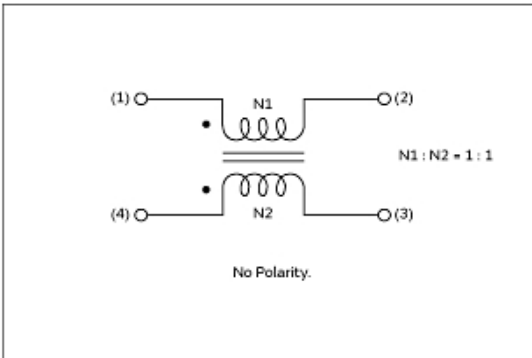 (1) N1 (2)
N1 : N2 = 1 : 1
(4) N2 (3)
No Polarity.